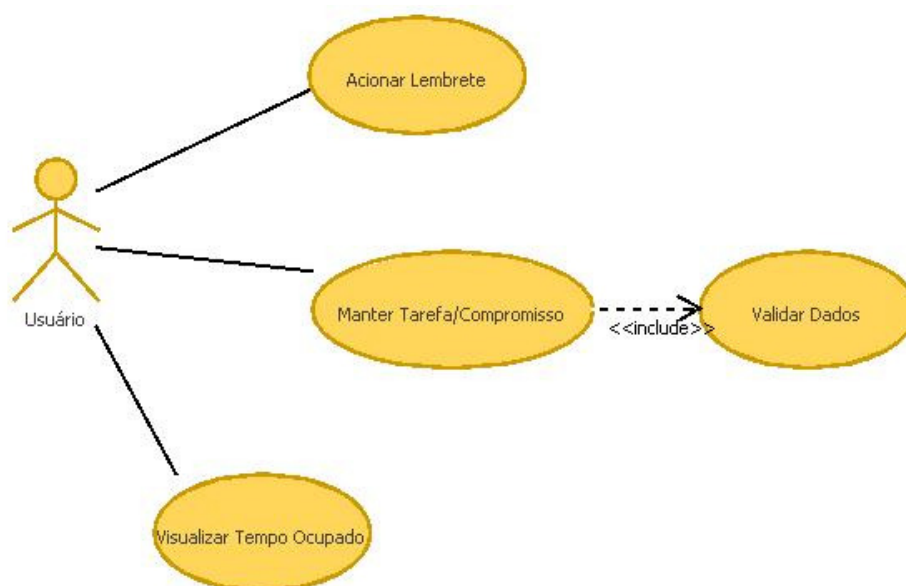 Acionar Lembrete
Usuário
Manter Tarefa/Compromisso
<<include>>
Validar Dados
Visualizar Tempo Ocupado